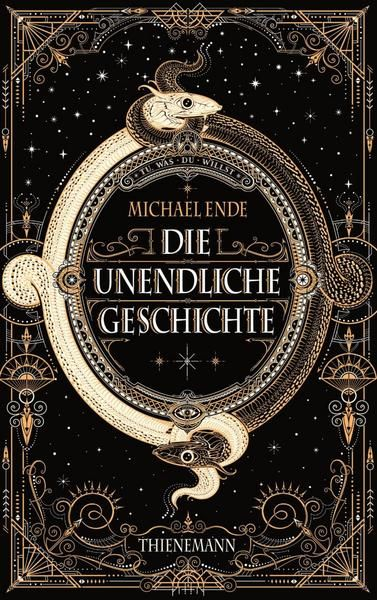 TU · WAS · DU · WILLST
MICHAEL ENDE
DIE
UNENDLICHE
GESCHICHTE
THIENEMANN